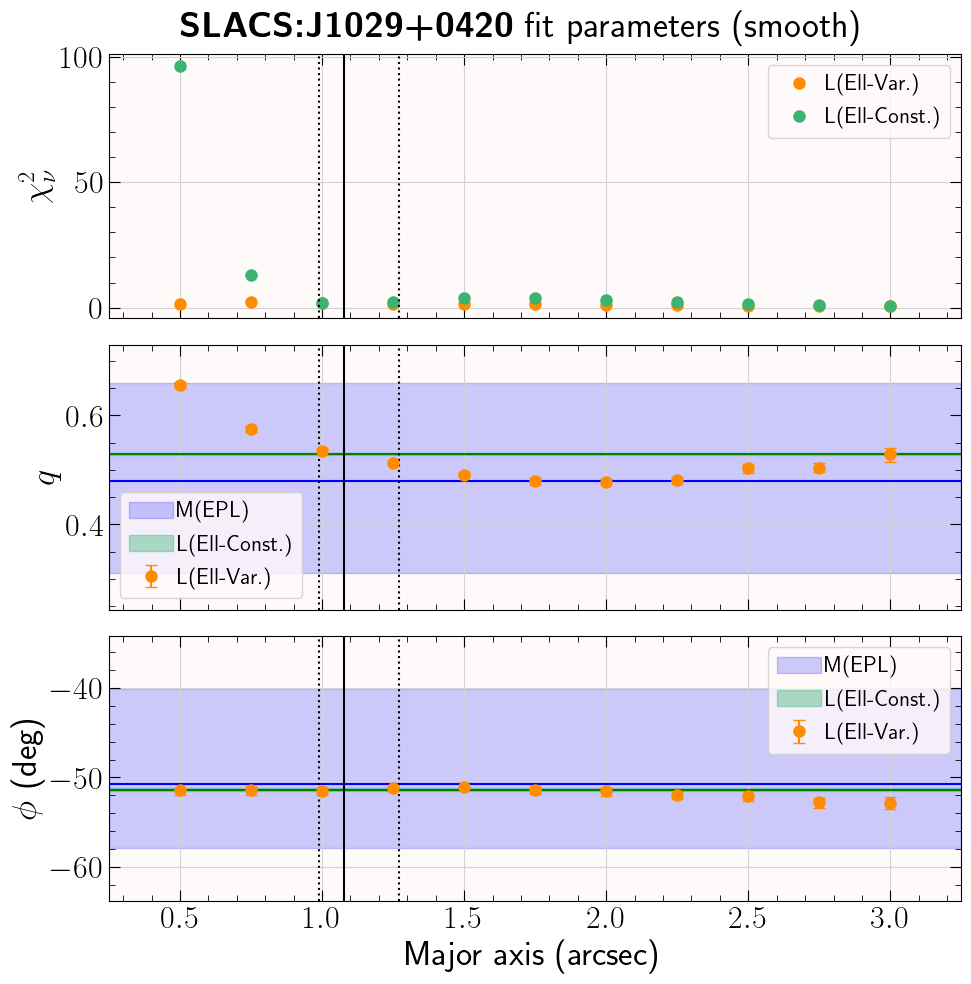 SLACS:J1029+0420 fit parameters (smooth)
100
50
0
χ²ᵥ
L(Ell-Var.)
L(Ell-Const.)
0.6
0.4
q
M(EPL)
L(Ell-Const.)
L(Ell-Var.)
−40
−50
−60
ϕ (deg)
M(EPL)
L(Ell-Const.)
L(Ell-Var.)
0.5 1.0 1.5 2.0 2.5 3.0
Major axis (arcsec)